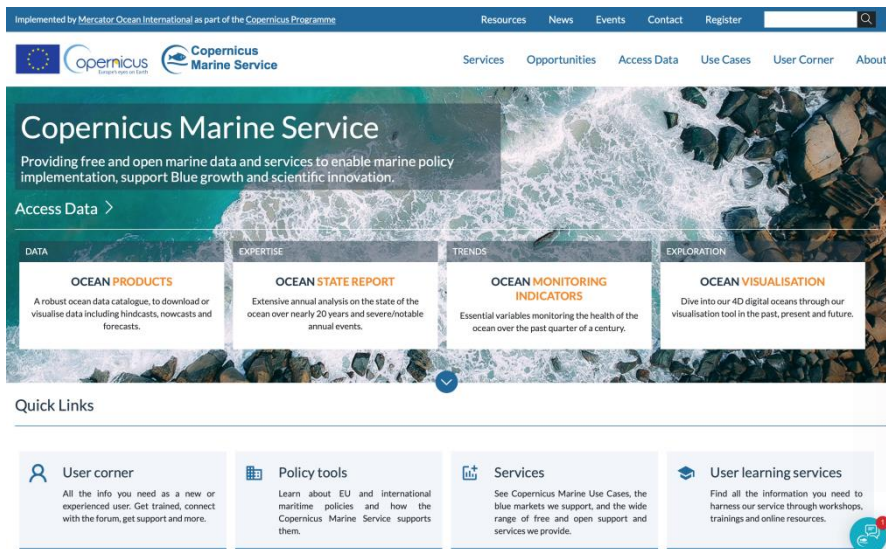 Implemented by Mercator Ocean International as part of the Copernicus Programme
Resources News Events Contact Register
opernicus
Europe's eyes on Earth
Copernicus
Marine Service
Services Opportunities Access Data Use Cases User Corner About
Copernicus Marine Service
Providing free and open marine data and services to enable marine policy
implementation, support Blue growth and scientific innovation.
Access Data >
DATA
OCEAN PRODUCTS
A robust ocean data catalogue, to download or
visualise data including hindcasts, nowcasts and
forecasts.
EXPERTISE
OCEAN STATE REPORT
Extensive annual analysis on the state of the
ocean over nearly 20 years and severe/notable
annual events.
TRENDS
OCEAN MONITORING
INDICATORS
Essential variables monitoring the health of the
ocean over the past quarter of a century.
EXPLORATION
OCEAN VISUALISATION
Dive into our 4D digital oceans through our
visualisation tool in the past, present and future.
Quick Links
User corner
All the info you need as a new or
experienced user. Get trained, connect
with the forum, get support and more.
Policy tools
Learn about EU and international
maritime policies and how the
Copernicus Marine Service supports
them.
Services
See Copernicus Marine Use Cases, the
blue markets we support, and the wide
range of free and open support and
services we provide.
User learning services
Find all the information you need to
harness our service through workshops,
trainings and online resources.
1